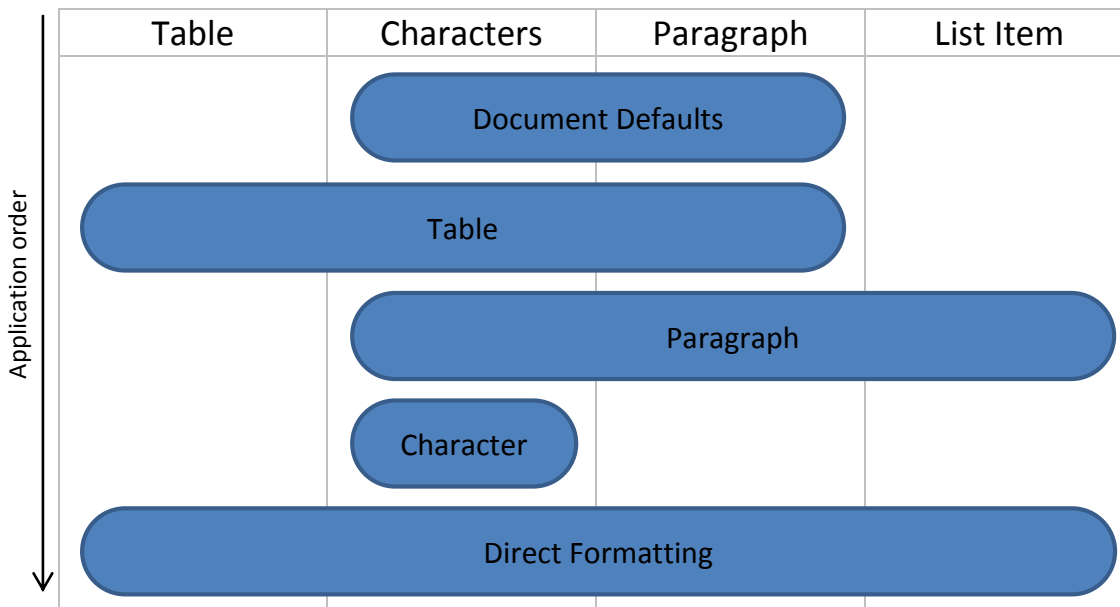 Table Characters Paragraph List Item
Application order
Document Defaults
Table
Paragraph
Character
Direct Formatting